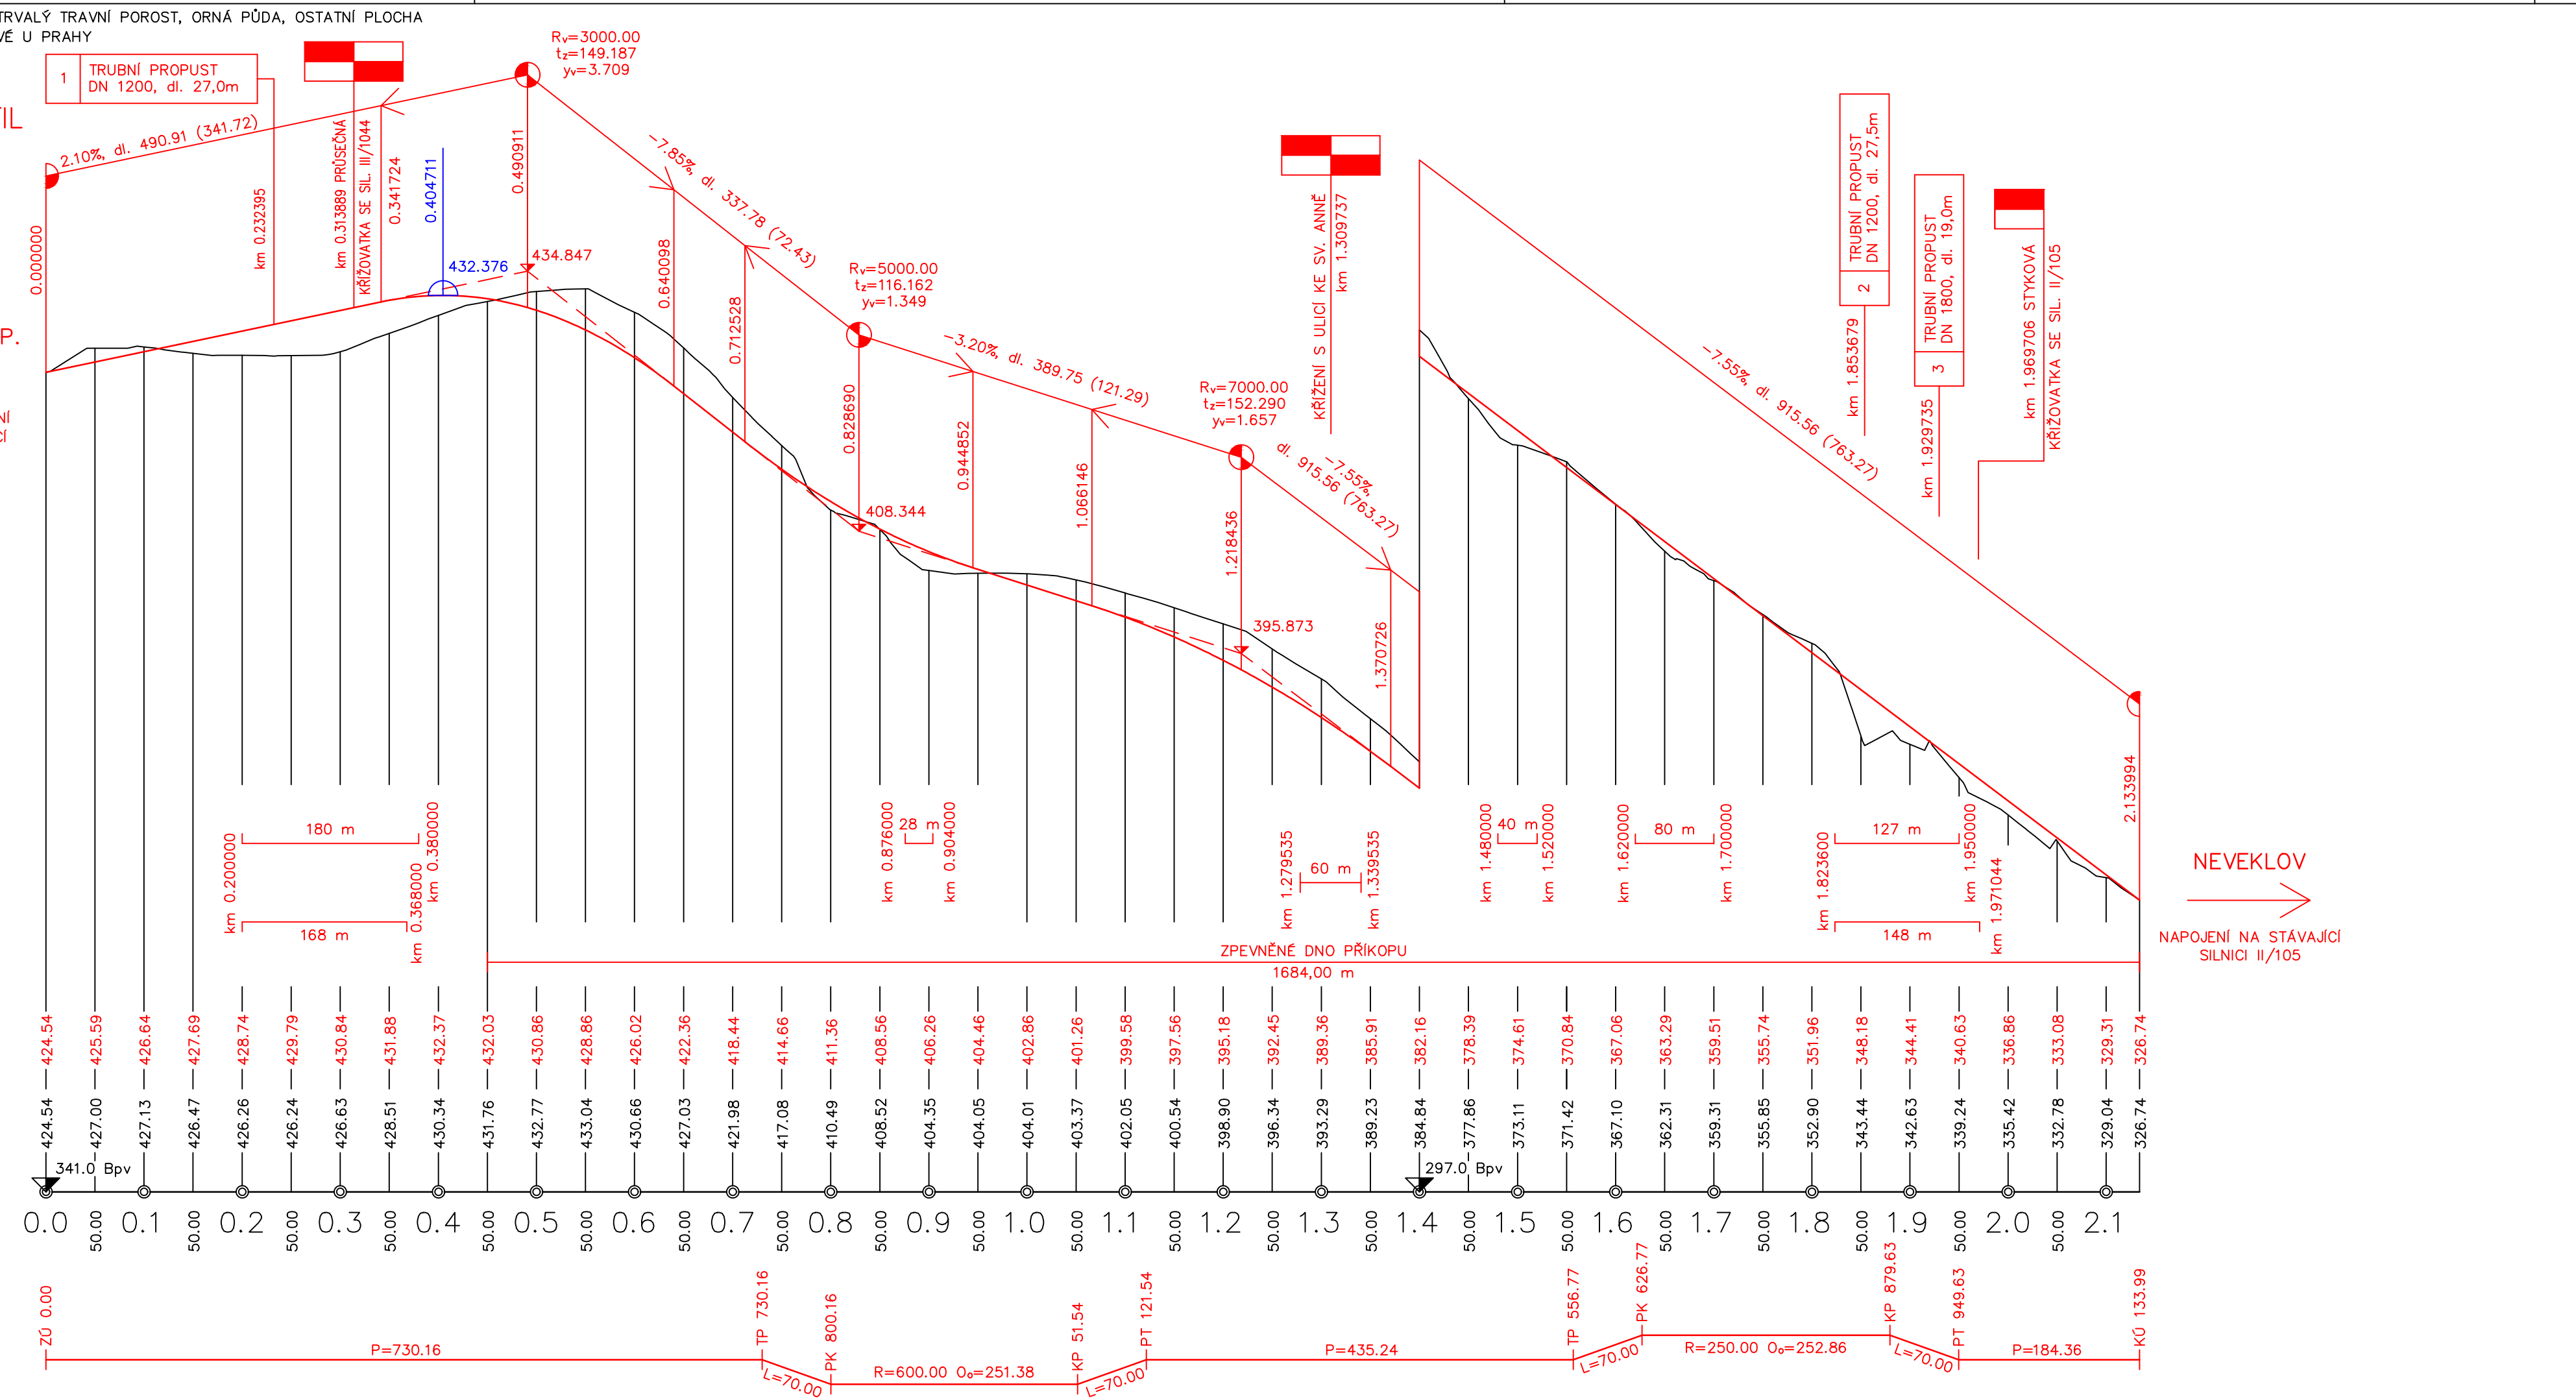 TRVALÝ TRAVNÍ POROST, ORNÁ PŮDA, OSTATNÍ PLOCHA
VÉ U PRAHY
TIL
P.
NÍ
CÍ
1
TRUBNÍ PROPUST
DN 1200, dl. 27,0m
2.10%, dl. 490.91 (341.72)
0.000000
km 0.232395
km 0.313889 PRŮSEČNÁ
KŘIŽOVATKA SE SIL. III/1044
0.341724
0.404711
432.376
Rv=3000.00
tz=149.187
yv=3.709
0.490911
434.847
-7.85%, dl. 337.78 (72.43)
0.640098
0.712528
Rv=5000.00
tz=116.162
yv=1.349
0.828690
408.344
-3.20%, dl. 389.75 (121.29)
0.944852
1.066146
Rv=7000.00
tz=152.290
yv=1.657
1.218436
395.873
KŘÍŽENÍ S ULICÍ KE SV. ANNĚ
km 1.309737
-7.55%,
dl. 915.56 (763.27)
1.370726
-7.55%, dl. 915.56 (763.27)
2
TRUBNÍ PROPUST
DN 1200, dl. 27,5m
km 1.853679
3
TRUBNÍ PROPUST
DN 1800, dl. 19,0m
km 1.929735
km 1.969706 STYKOVÁ
KŘIŽOVATKA SE SIL. II/105
2.133994
180 m
km 0.200000
km 0.380000
168 m
km 0.368000
km 0.876000
28 m
km 0.904000
km 1.279535
60 m
km 1.339535
km 1.480000
40 m
km 1.520000
km 1.620000
80 m
km 1.700000
km 1.823600
127 m
km 1.950000
148 m
km 1.971044
NEVEKLOV
NAPOJENÍ NA STÁVAJÍCÍ
SILNICI II/105
ZPEVNĚNÉ DNO PŘÍKOPU
1684,00 m
424.54 425.59 426.64 427.69 428.74 429.79 430.84 431.88 432.37 432.03 430.86 428.86 426.02 422.36 418.44 414.66 411.36 408.56 406.26 404.46 402.86 401.26 399.58 397.56 395.18 392.45 389.36 385.91 382.16 378.39 374.61 370.84 367.06 363.29 359.51 355.74 351.96 348.18 344.41 340.63 336.86 333.08 329.31 326.74
424.54 427.00 427.13 426.47 426.26 426.24 426.63 428.51 430.34 431.76 432.77 433.04 430.66 427.03 421.98 417.08 410.49 408.52 404.35 404.05 404.01 403.37 402.05 400.54 398.90 396.34 393.29 389.23 384.84 377.86 373.11 371.42 367.10 362.31 359.31 355.85 352.90 343.44 342.63 339.24 335.42 332.78 329.04 326.74
341.0 Bpv
297.0 Bpv
0.0 50.00 0.1 50.00 0.2 50.00 0.3 50.00 0.4 50.00 0.5 50.00 0.6 50.00 0.7 50.00 0.8 50.00 0.9 50.00 1.0 50.00 1.1 50.00 1.2 50.00 1.3 50.00 1.4 50.00 1.5 50.00 1.6 50.00 1.7 50.00 1.8 50.00 1.9 50.00 2.0 50.00 2.1
ZÚ 0.00
P=730.16
TP 730.16
L=70.00
PK 800.16
R=600.00 Oo=251.38
KP 51.54
L=70.00
PT 121.54
P=435.24
TP 556.77
L=70.00
PK 626.77
R=250.00 Oo=252.86
KP 879.63
L=70.00
PT 949.63
P=184.36
KÚ 133.99